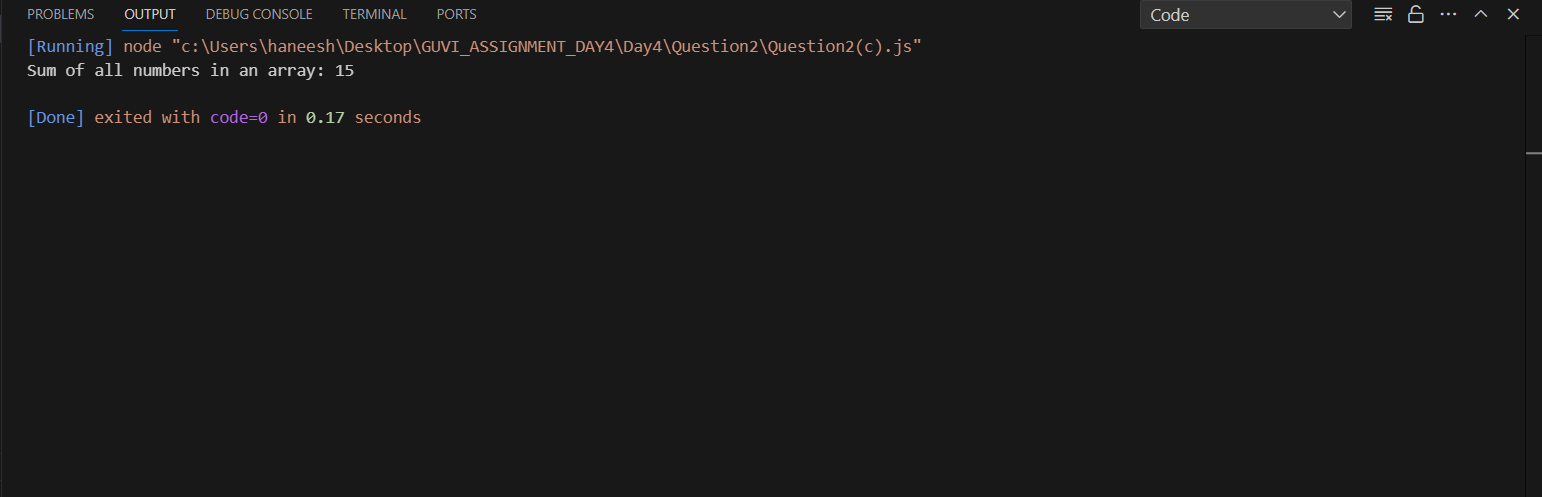 PROBLEMS OUTPUT DEBUG CONSOLE TERMINAL PORTS Code
[Running] node "c:\Users\haneesh\Desktop\GUVI_ASSIGNMENT_DAY4\Day4\Question2\Question2(c).js"
Sum of all numbers in an array: 15
[Done] exited with code=0 in 0.17 seconds